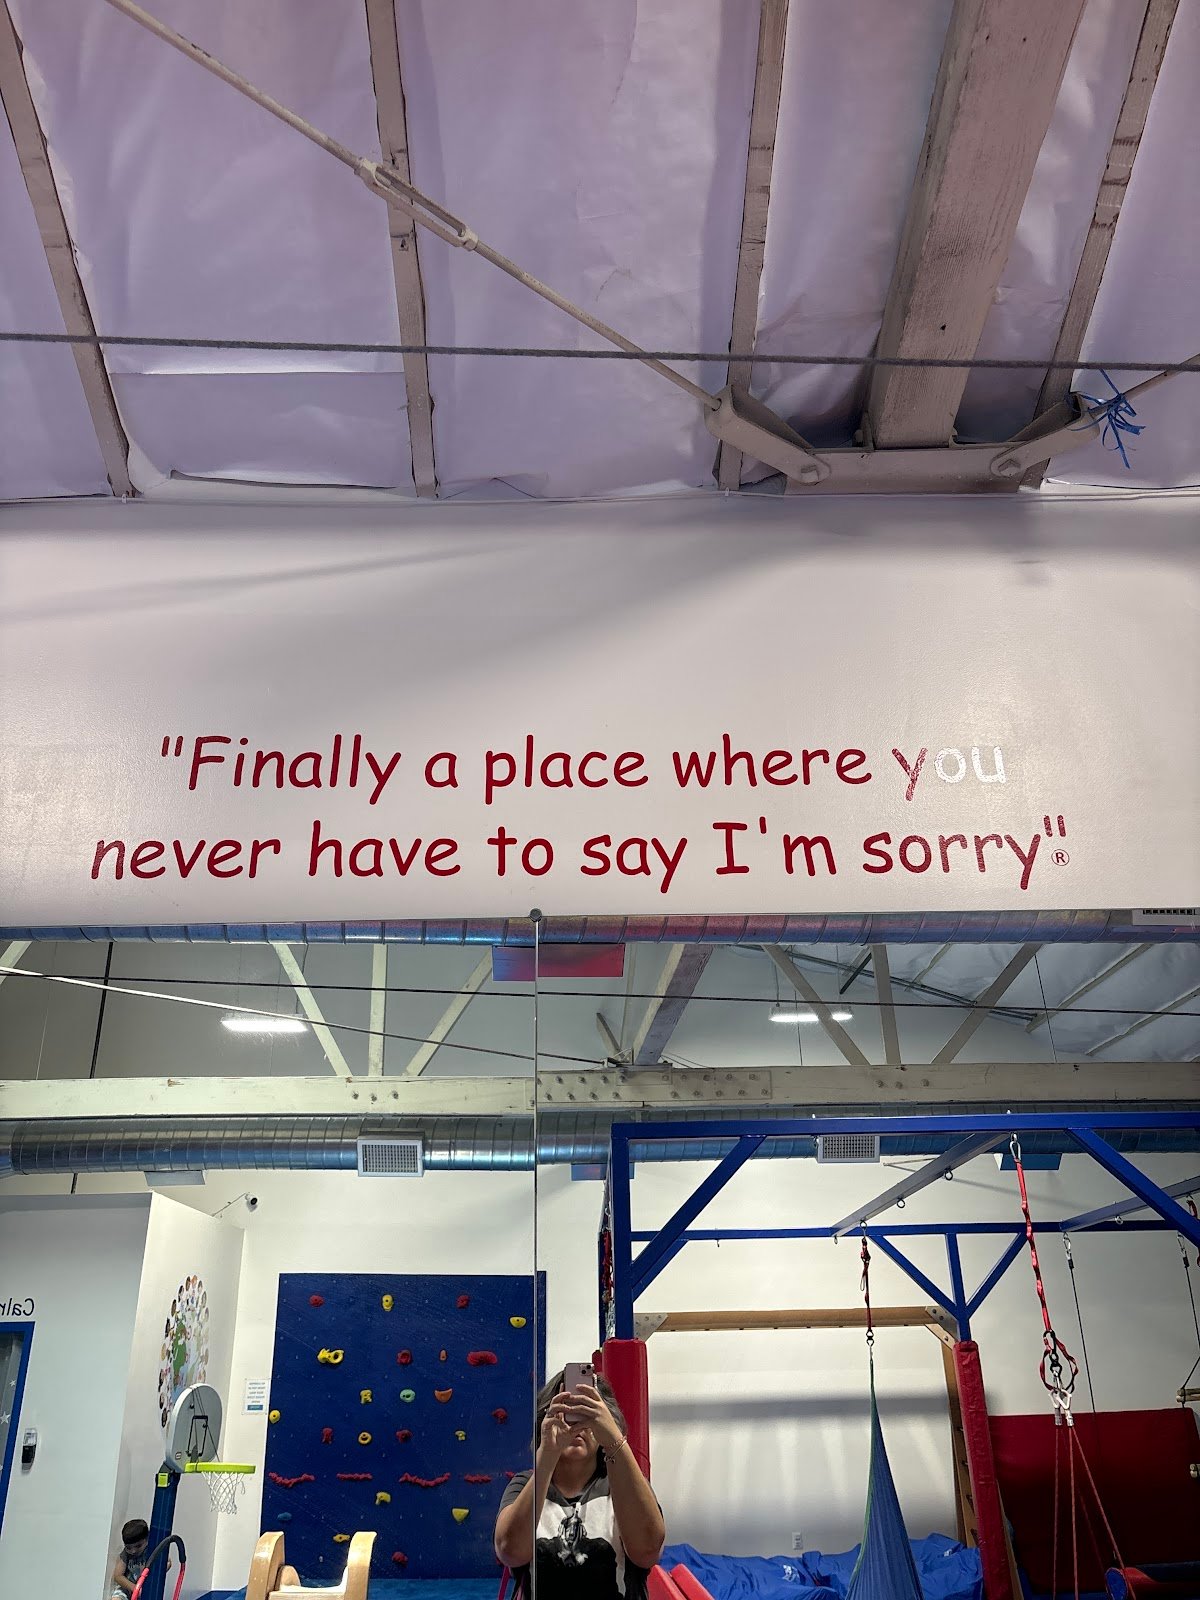 "Finally a place where you
never have to say I'm sorry"®